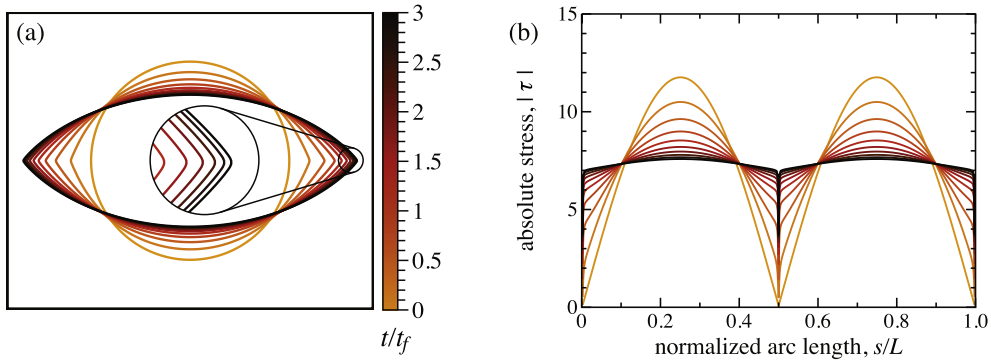 (a)
3
2.5
2
1.5
1
0.5
0
t/t_f
(b)
15
10
5
0
absolute stress, | τ |
0 0.2 0.4 0.6 0.8 1.0
normalized arc length, s/L